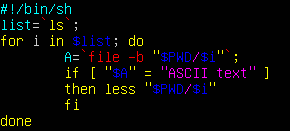 #!/bin/sh
list=`ls`;
for i in $list; do
A=`file -b "$PWD/$i"`;
if [ "$A" = "ASCII text" ]
then less "$PWD/$i"
fi
done